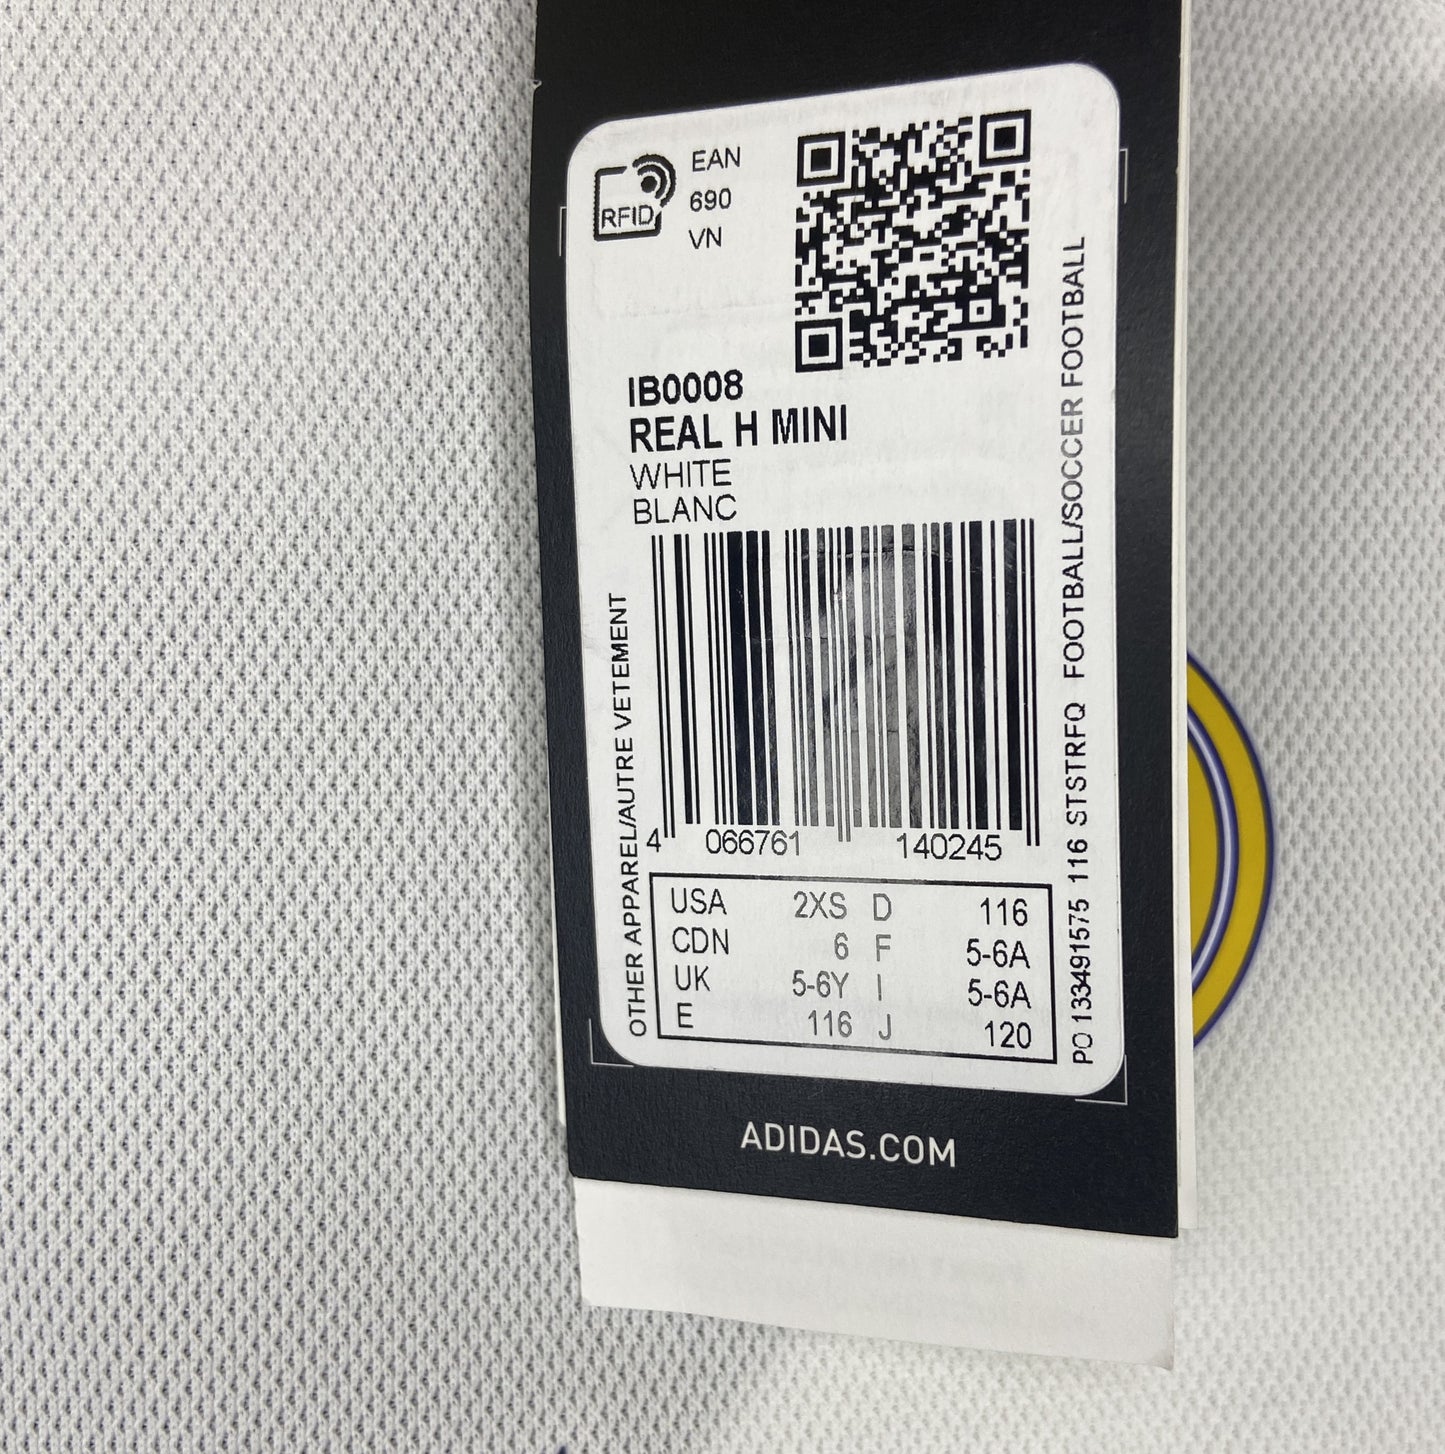 RFID
EAN
690
VN
IB0008
REAL H MINI
WHITE
BLANC
4 066761 140245
USA 2XS D 116
CDN 6 F 5-6A
UK 5-6Y I 5-6A
E 116 J 120
OTHER APPAREL/AUTRE VETEMENT
PO 133491575 116 STSTRFQ FOOTBALL/SOCCER FOOTBALL
ADIDAS.COM